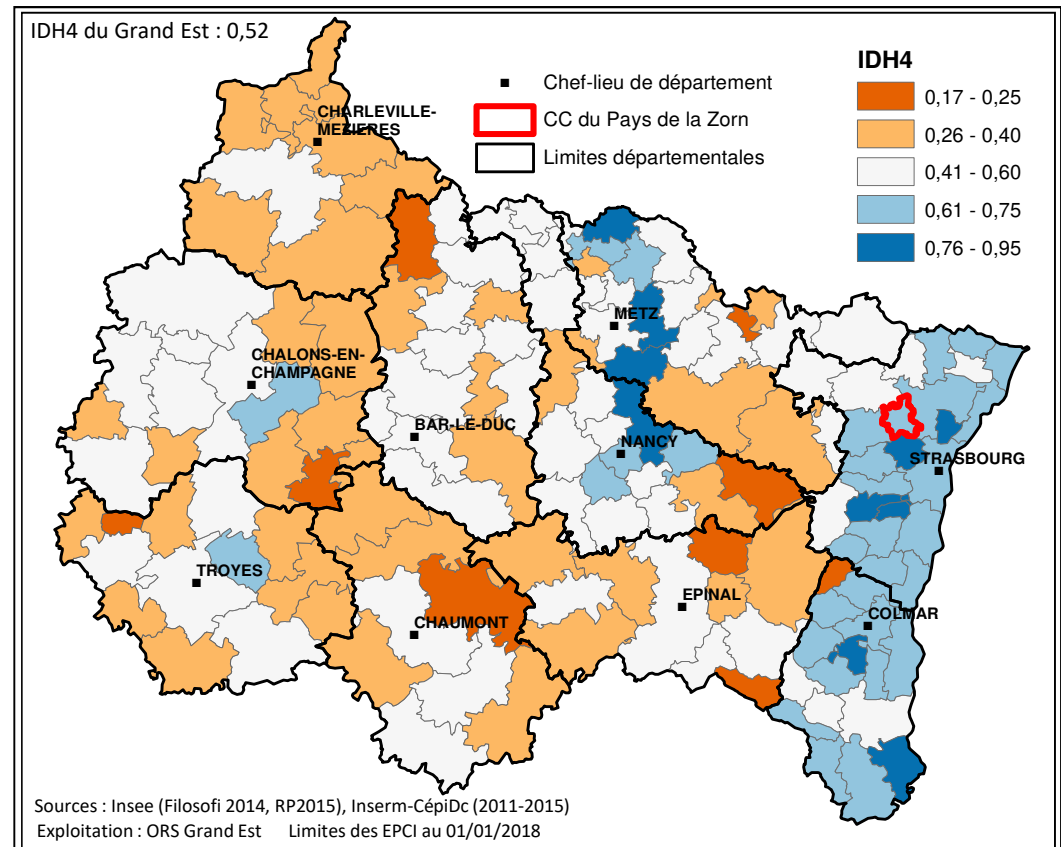 IDH4 du Grand Est : 0,52
IDH4
Chef-lieu de département
CC du Pays de la Zorn
Limites départementales
0,17 - 0,25
0,26 - 0,40
0,41 - 0,60
0,61 - 0,75
0,76 - 0,95
CHARLEVILLE-
MEZIERES
METZ
CHALONS-EN-
CHAMPAGNE
BAR-LE-DUC
NANCY
STRASBOURG
TROYES
CHAUMONT
EPINAL
COLMAR
Sources : Insee (Filosofi 2014, RP2015), Inserm-CépiDc (2011-2015)
Exploitation : ORS Grand Est Limites des EPCI au 01/01/2018